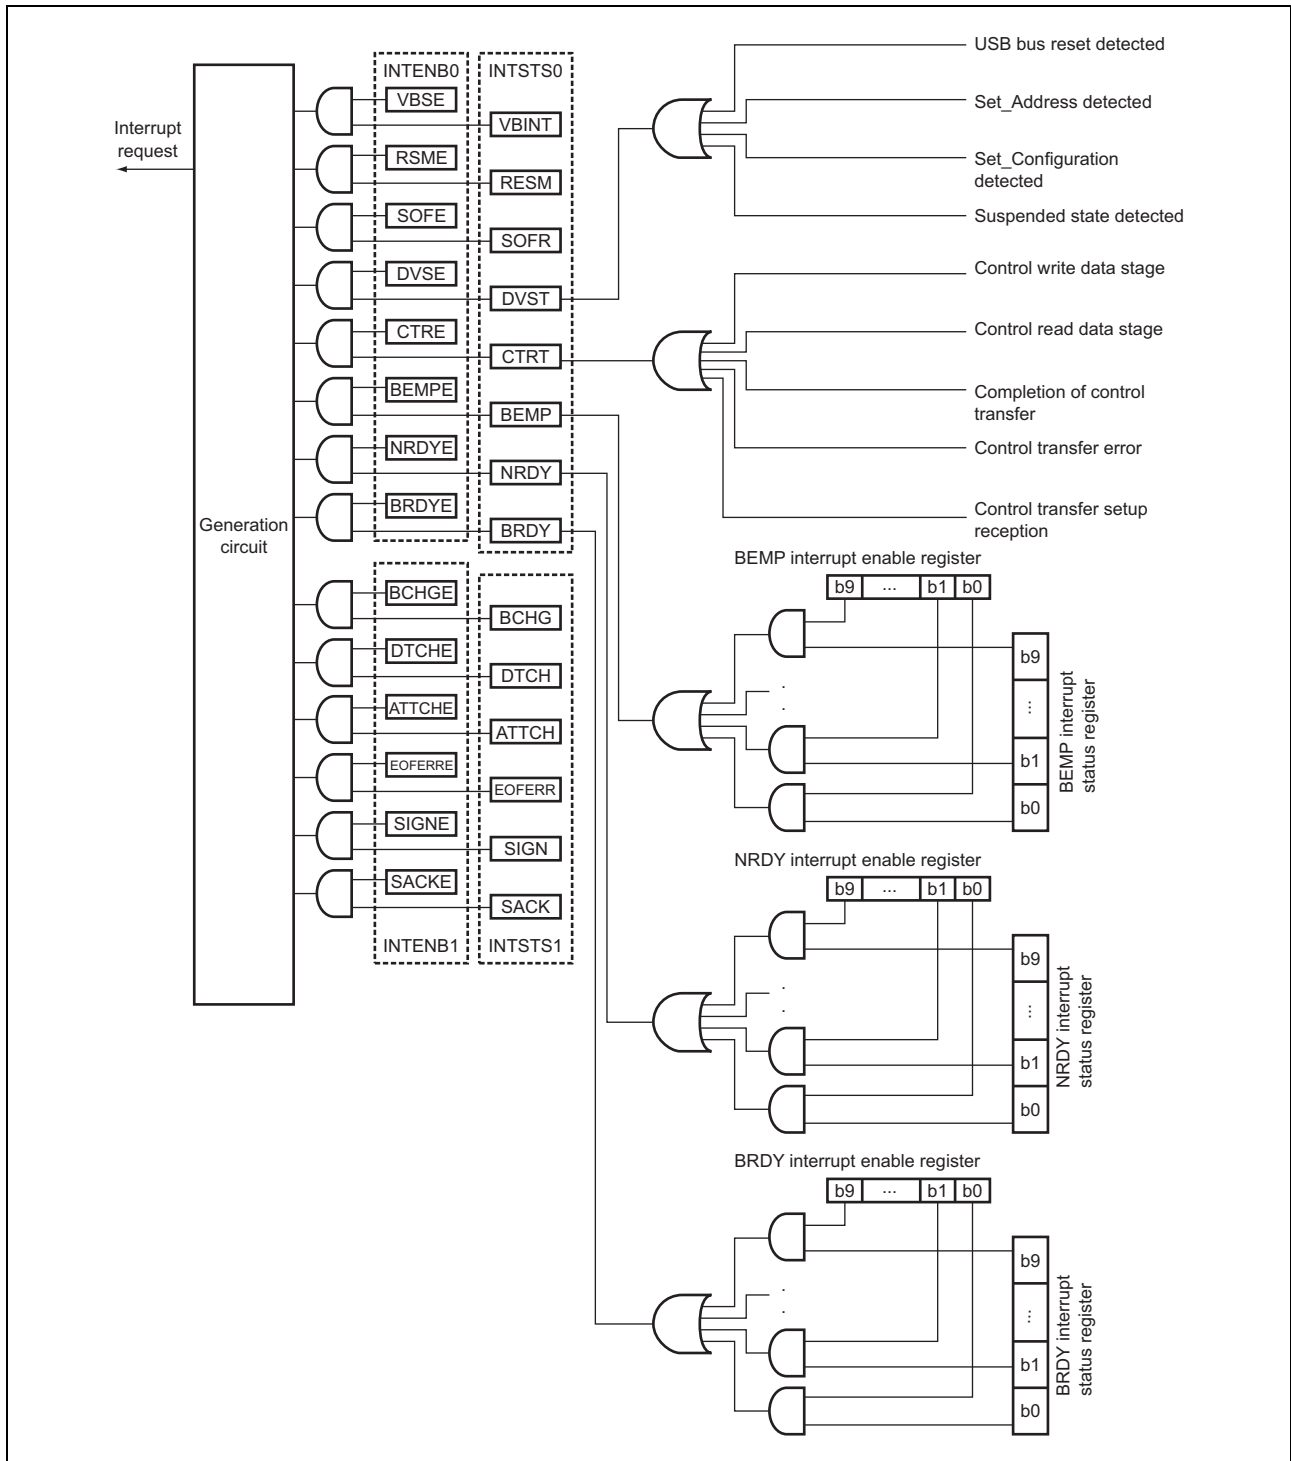 Interrupt
request
Generation
circuit
INTENB0
VBSE
RSME
SOFE
DVSE
CTRE
BEMPE
NRDYE
BRDYE
INTSTS0
VBINT
RESM
SOFR
DVST
CTRT
BEMP
NRDY
BRDY
BCHGE
DTCHE
ATTCHE
EOFERRE
SIGNE
SACKE
INTENB1
BCHG
DTCH
ATTCH
EOFERR
SIGN
SACK
INTSTS1
USB bus reset detected
Set_Address detected
Set_Configuration
detected
Suspended state detected
Control write data stage
Control read data stage
Completion of control
transfer
Control transfer error
Control transfer setup
reception
BEMP interrupt enable register
b9 ... b1 b0
b9
...
b1
b0
BEMP interrupt
status register
NRDY interrupt enable register
b9 ... b1 b0
b9
...
b1
b0
NRDY interrupt
status register
BRDY interrupt enable register
b9 ... b1 b0
b9
...
b1
b0
BRDY interrupt
status register